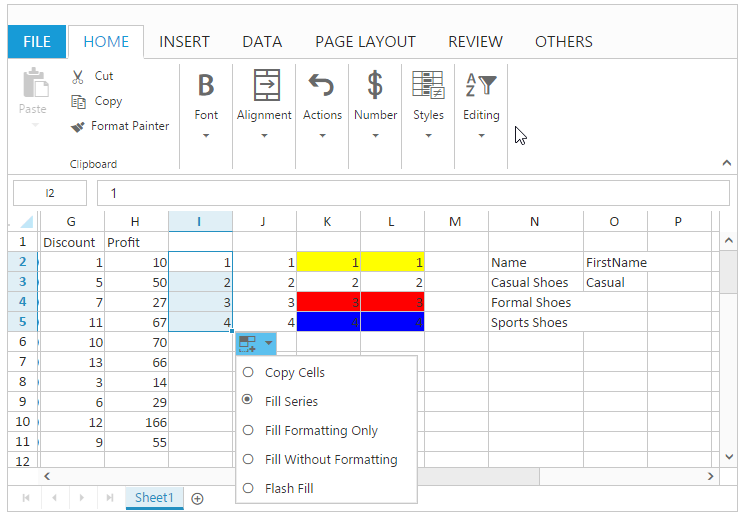 FILE HOME INSERT DATA PAGE LAYOUT REVIEW OTHERS
Paste
Cut
Copy
Format Painter
Clipboard
Font Alignment Actions Number Styles Editing
I2 1
G H I J K L M N O P
1 Discount Profit
2 1 10 1 1 1 1 Name FirstName
3 5 50 2 2 2 2 Casual Shoes Casual
4 7 27 3 3 3 3 Formal Shoes
5 11 67 4 4 4 4 Sports Shoes
6 10 70
7 13 66
8 3 14
9 6 29
10 12 166
11 9 55
12
Copy Cells
Fill Series
Fill Formatting Only
Fill Without Formatting
Flash Fill
Sheet1